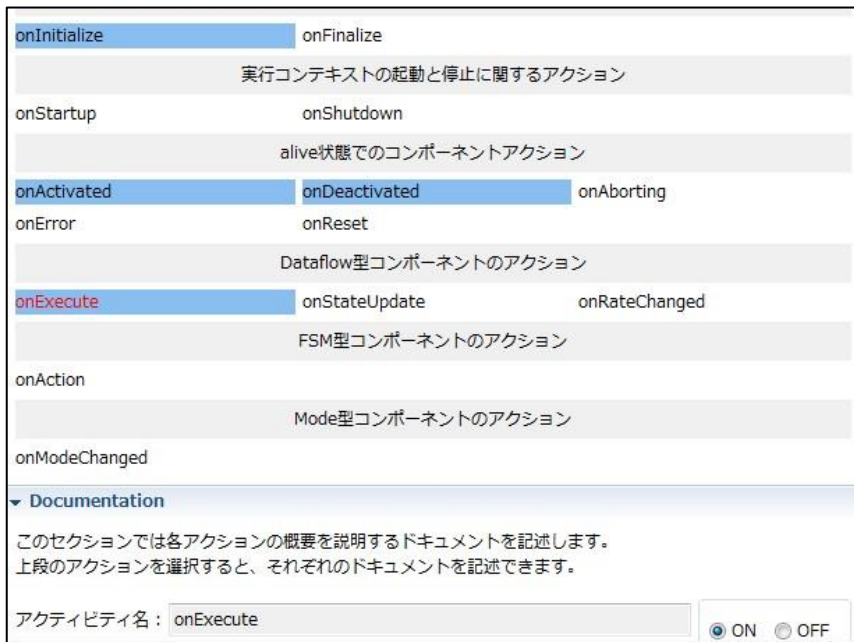 onInitialize onFinalize
実行コンテキストの起動と停止に関するアクション
onStartup onShutdown
alive状態でのコンポーネントアクション
onActivated onDeactivated onAborting
onError onReset
Dataflow型コンポーネントのアクション
onExecute onStateUpdate onRateChanged
FSM型コンポーネントのアクション
onAction
Mode型コンポーネントのアクション
onModeChanged
Documentation
このセクションでは各アクションの概要を説明するドキュメントを記述します。
上段のアクションを選択すると、それぞれのドキュメントを記述できます。
アクティビティ名： onExecute ON OFF